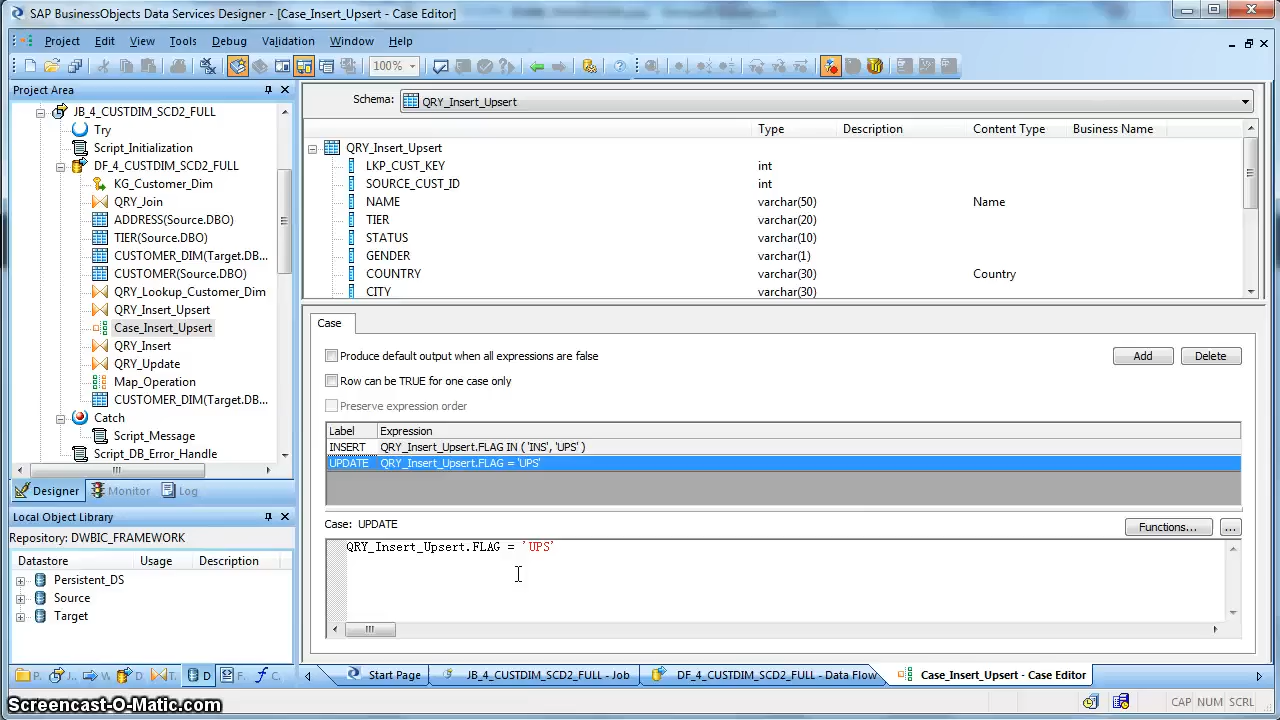 SAP BusinessObjects Data Services Designer - [Case_Insert_Upsert - Case Editor]
Project Edit View Tools Debug Validation Window Help
100%
Project Area
JB_4_CUSTDIM_SCD2_FULL
Try
Script_Initialization
DF_4_CUSTDIM_SCD2_FULL
KG_Customer_Dim
QRY_Join
ADDRESS(Source.DBO)
TIER(Source.DBO)
CUSTOMER_DIM(Target.DB...
CUSTOMER(Source.DBO)
QRY_Lookup_Customer_Dim
QRY_Insert_Upsert
Case_Insert_Upsert
QRY_Insert
QRY_Update
Map_Operation
CUSTOMER_DIM(Target.DB...
Catch
Script_Message
Script_DB_Error_Handle
Designer Monitor Log
Local Object Library
Repository: DWBIC_FRAMEWORK
Datastore Usage Description
Persistent_DS
Source
Target
P. J.. W D. T. D F. C.
Schema: QRY_Insert_Upsert
Type Description Content Type Business Name
QRY_Insert_Upsert
LKP_CUST_KEY int
SOURCE_CUST_ID int
NAME varchar(50) Name
TIER varchar(20)
STATUS varchar(10)
GENDER varchar(1)
COUNTRY varchar(30) Country
CITY varchar(30)
Case
Produce default output when all expressions are false
Add Delete
Row can be TRUE for one case only
Preserve expression order
Label Expression
INSERT QRY_Insert_Upsert.FLAG IN ( 'INS', 'UPS' )
UPDATE QRY_Insert_Upsert.FLAG = 'UPS'
Case: UPDATE
Functions... ...
QRY_Insert_Upsert.FLAG = 'UPS'
Start Page JB_4_CUSTDIM_SCD2_FULL - Job DF_4_CUSTDIM_SCD2_FULL - Data Flow Case_Insert_Upsert - Case Editor
CAP NUM SCRL
Screencast-O-Matic.com